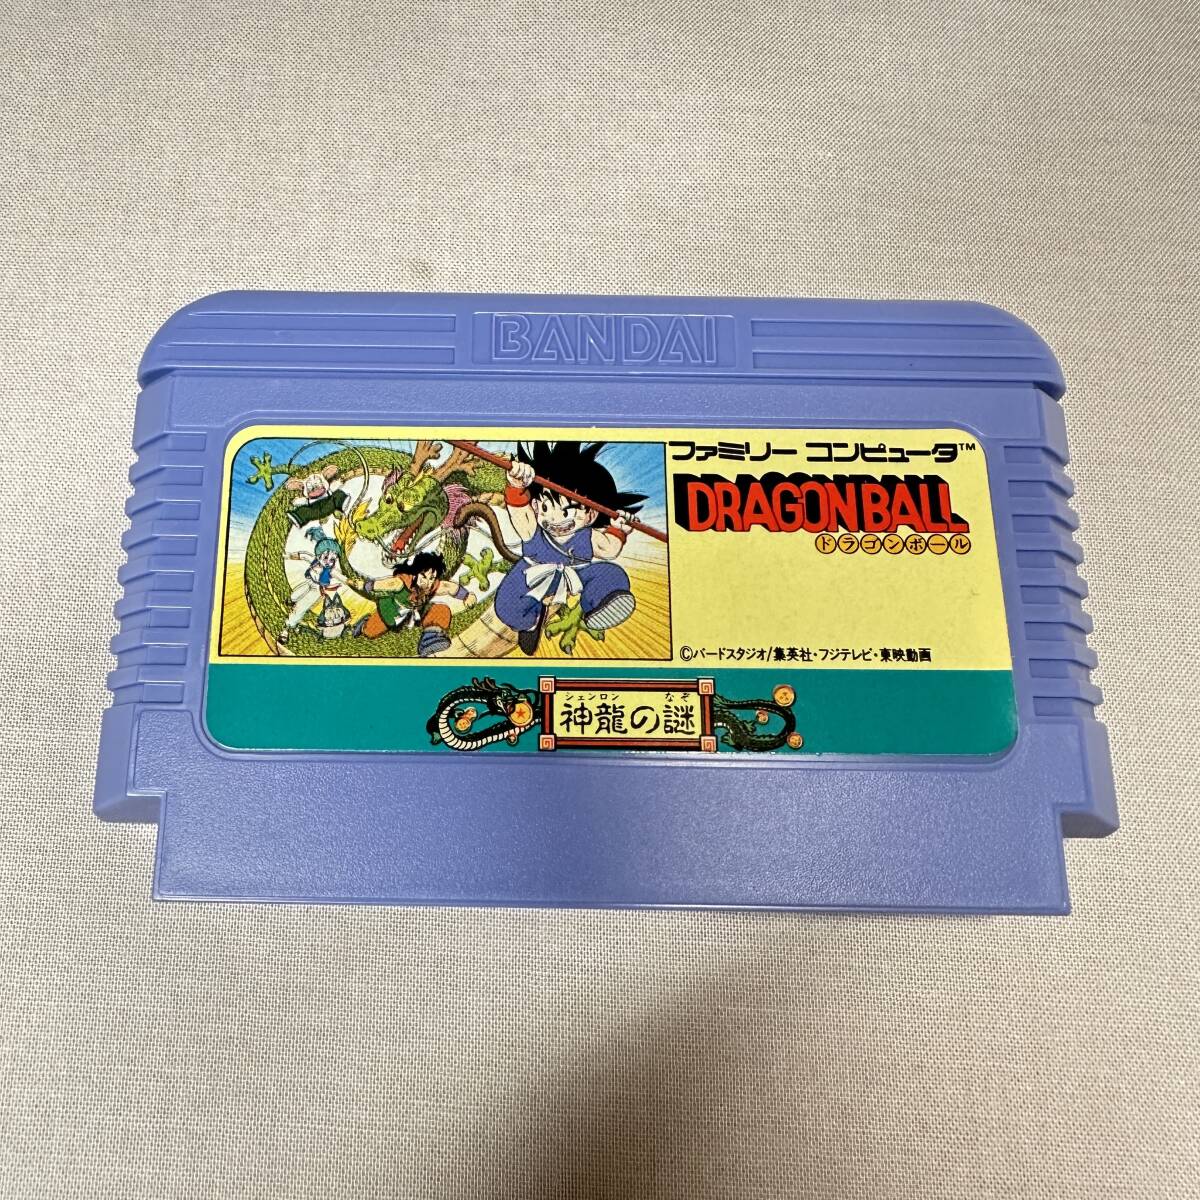 BANDAI
ファミリー コンピュータ™
DRAGONBALL
ドラゴンボール
©バードスタジオ/集英社・フジテレビ・東映動画
シェンロン なぞ
神龍の謎